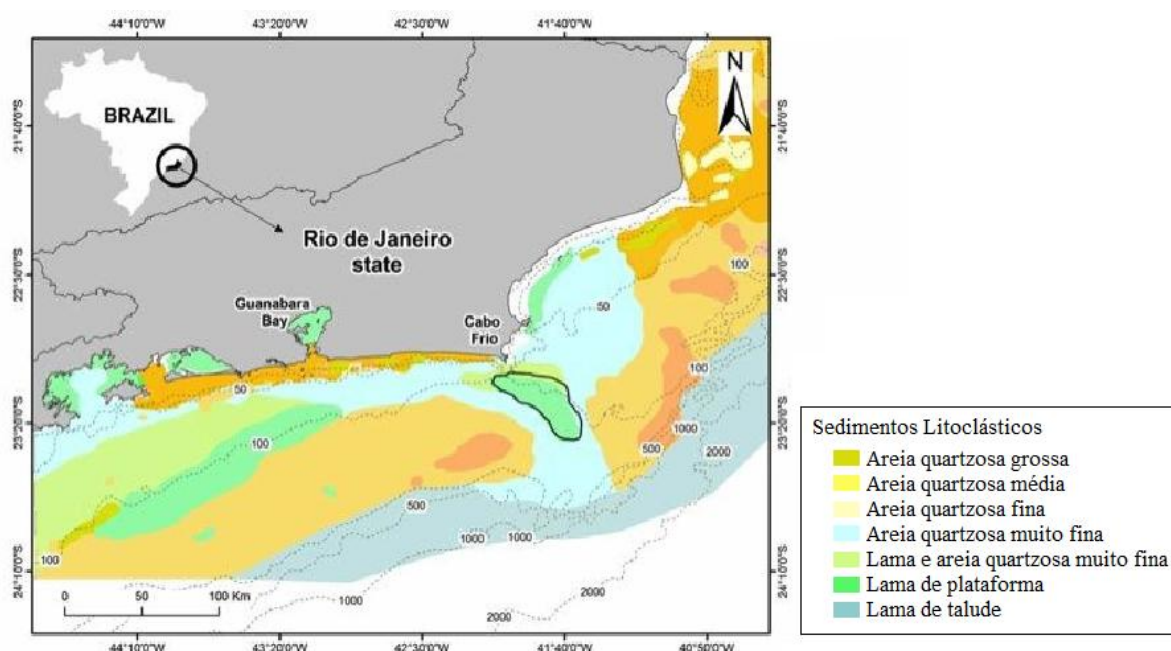 44°10'0"W 43°20'0"W 42°30'0"W 41°40'0"W
N
BRAZIL
21°40'0"S
21°40'0"S
Rio de Janeiro
state
100
22°30'0"S
22°30'0"S
Guanabara
Bay
50
Cabo
Frio
100
50
23°20'0"S
23°20'0"S
100
1000
500
2000
500
1000
1000
100
24°10'0"S
24°10'0"S
0 50 100 Km
1000
2000
2000
44°10'0"W 43°20'0"W 42°30'0"W 41°40'0"W 40°50'0"W
Sedimentos Litoclásticos
Areia quartzosa grossa
Areia quartzosa média
Areia quartzosa fina
Areia quartzosa muito fina
Lama e areia quartzosa muito fina
Lama de plataforma
Lama de talude